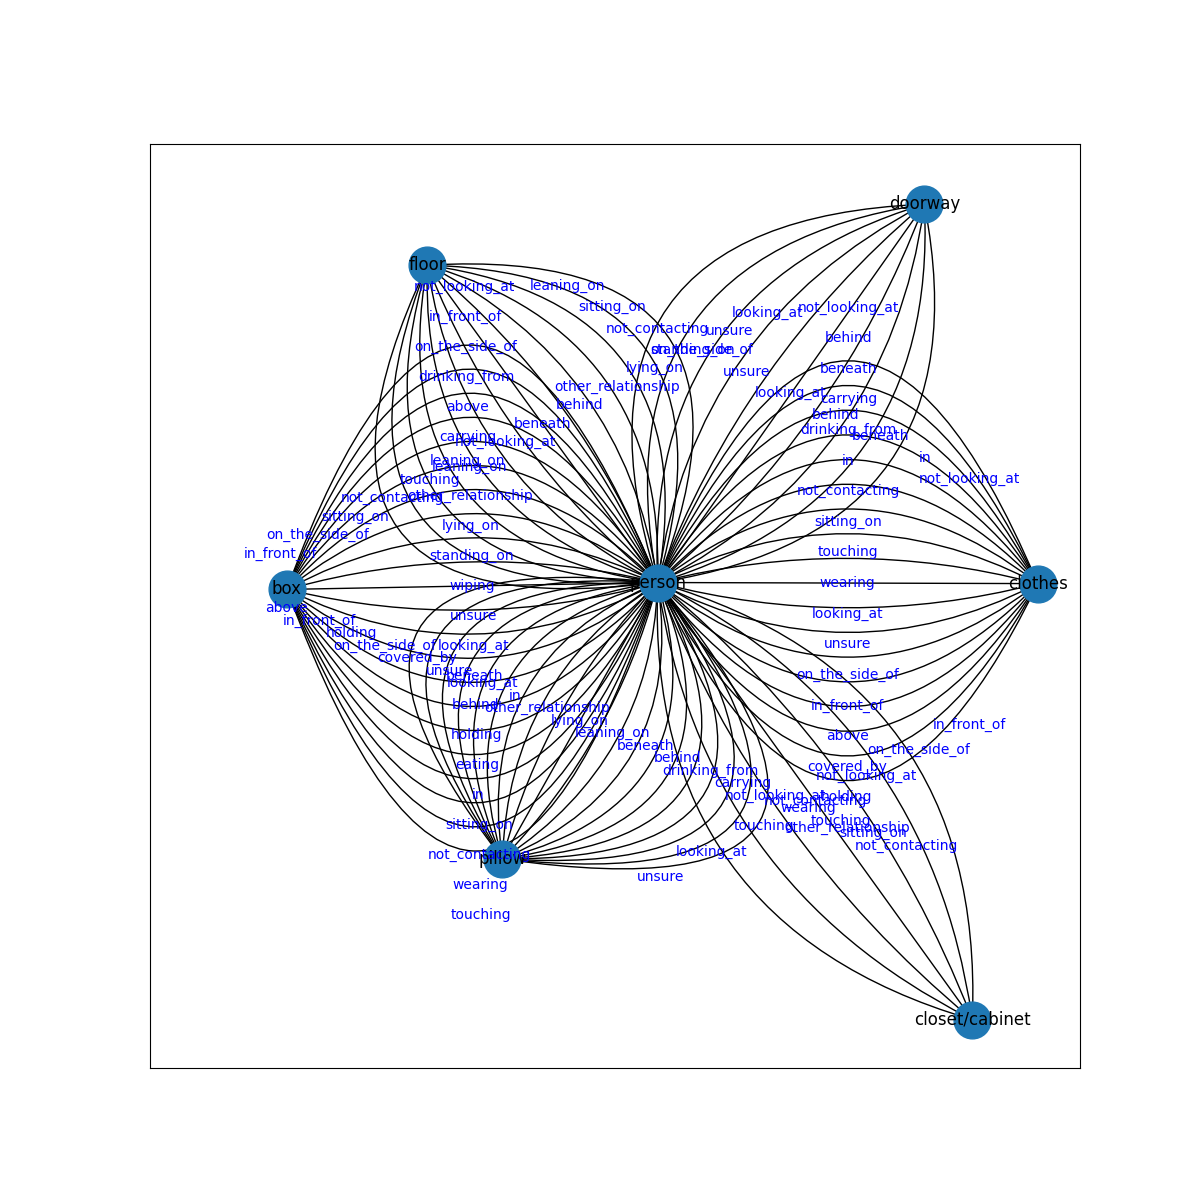 doorway
floor
not_looking_at
leaning_on
sitting_on
in_front_of
looking_at
not_looking_at
not_contacting
unsure
behind
on_the_side_of
standing_on
on_the_side_of
lying_on
beneath
unsure
drinking_from
other_relationship
looking_at
carrying
above
behind
behind
beneath
drinking_from
carrying
not_looking_at
beneath
leaning_on
leaning_on
in
in
touching
not_looking_at
not_contacting
other_relationship
not_contacting
sitting_on
lying_on
sitting_on
on_the_side_of
in_front_of
standing_on
touching
box
wiping
person
wearing
clothes
above
in_front_of
unsure
looking_at
holding
on_the_side_of
looking_at
unsure
covered_by
unsure
beneath
looking_at
on_the_side_of
in
behind
other_relationship
in_front_of
lying_on
in_front_of
holding
leaning_on
above
beneath
on_the_side_of
behind
eating
drinking_from
covered_by
not_looking_at
carrying
in
not_looking_at
not_contacting
holding
wearing
sitting_on
touching
other_relationship
touching
sitting_on
not_contacting
pillow
not_contacting
looking_at
wearing
unsure
touching
closet/cabinet